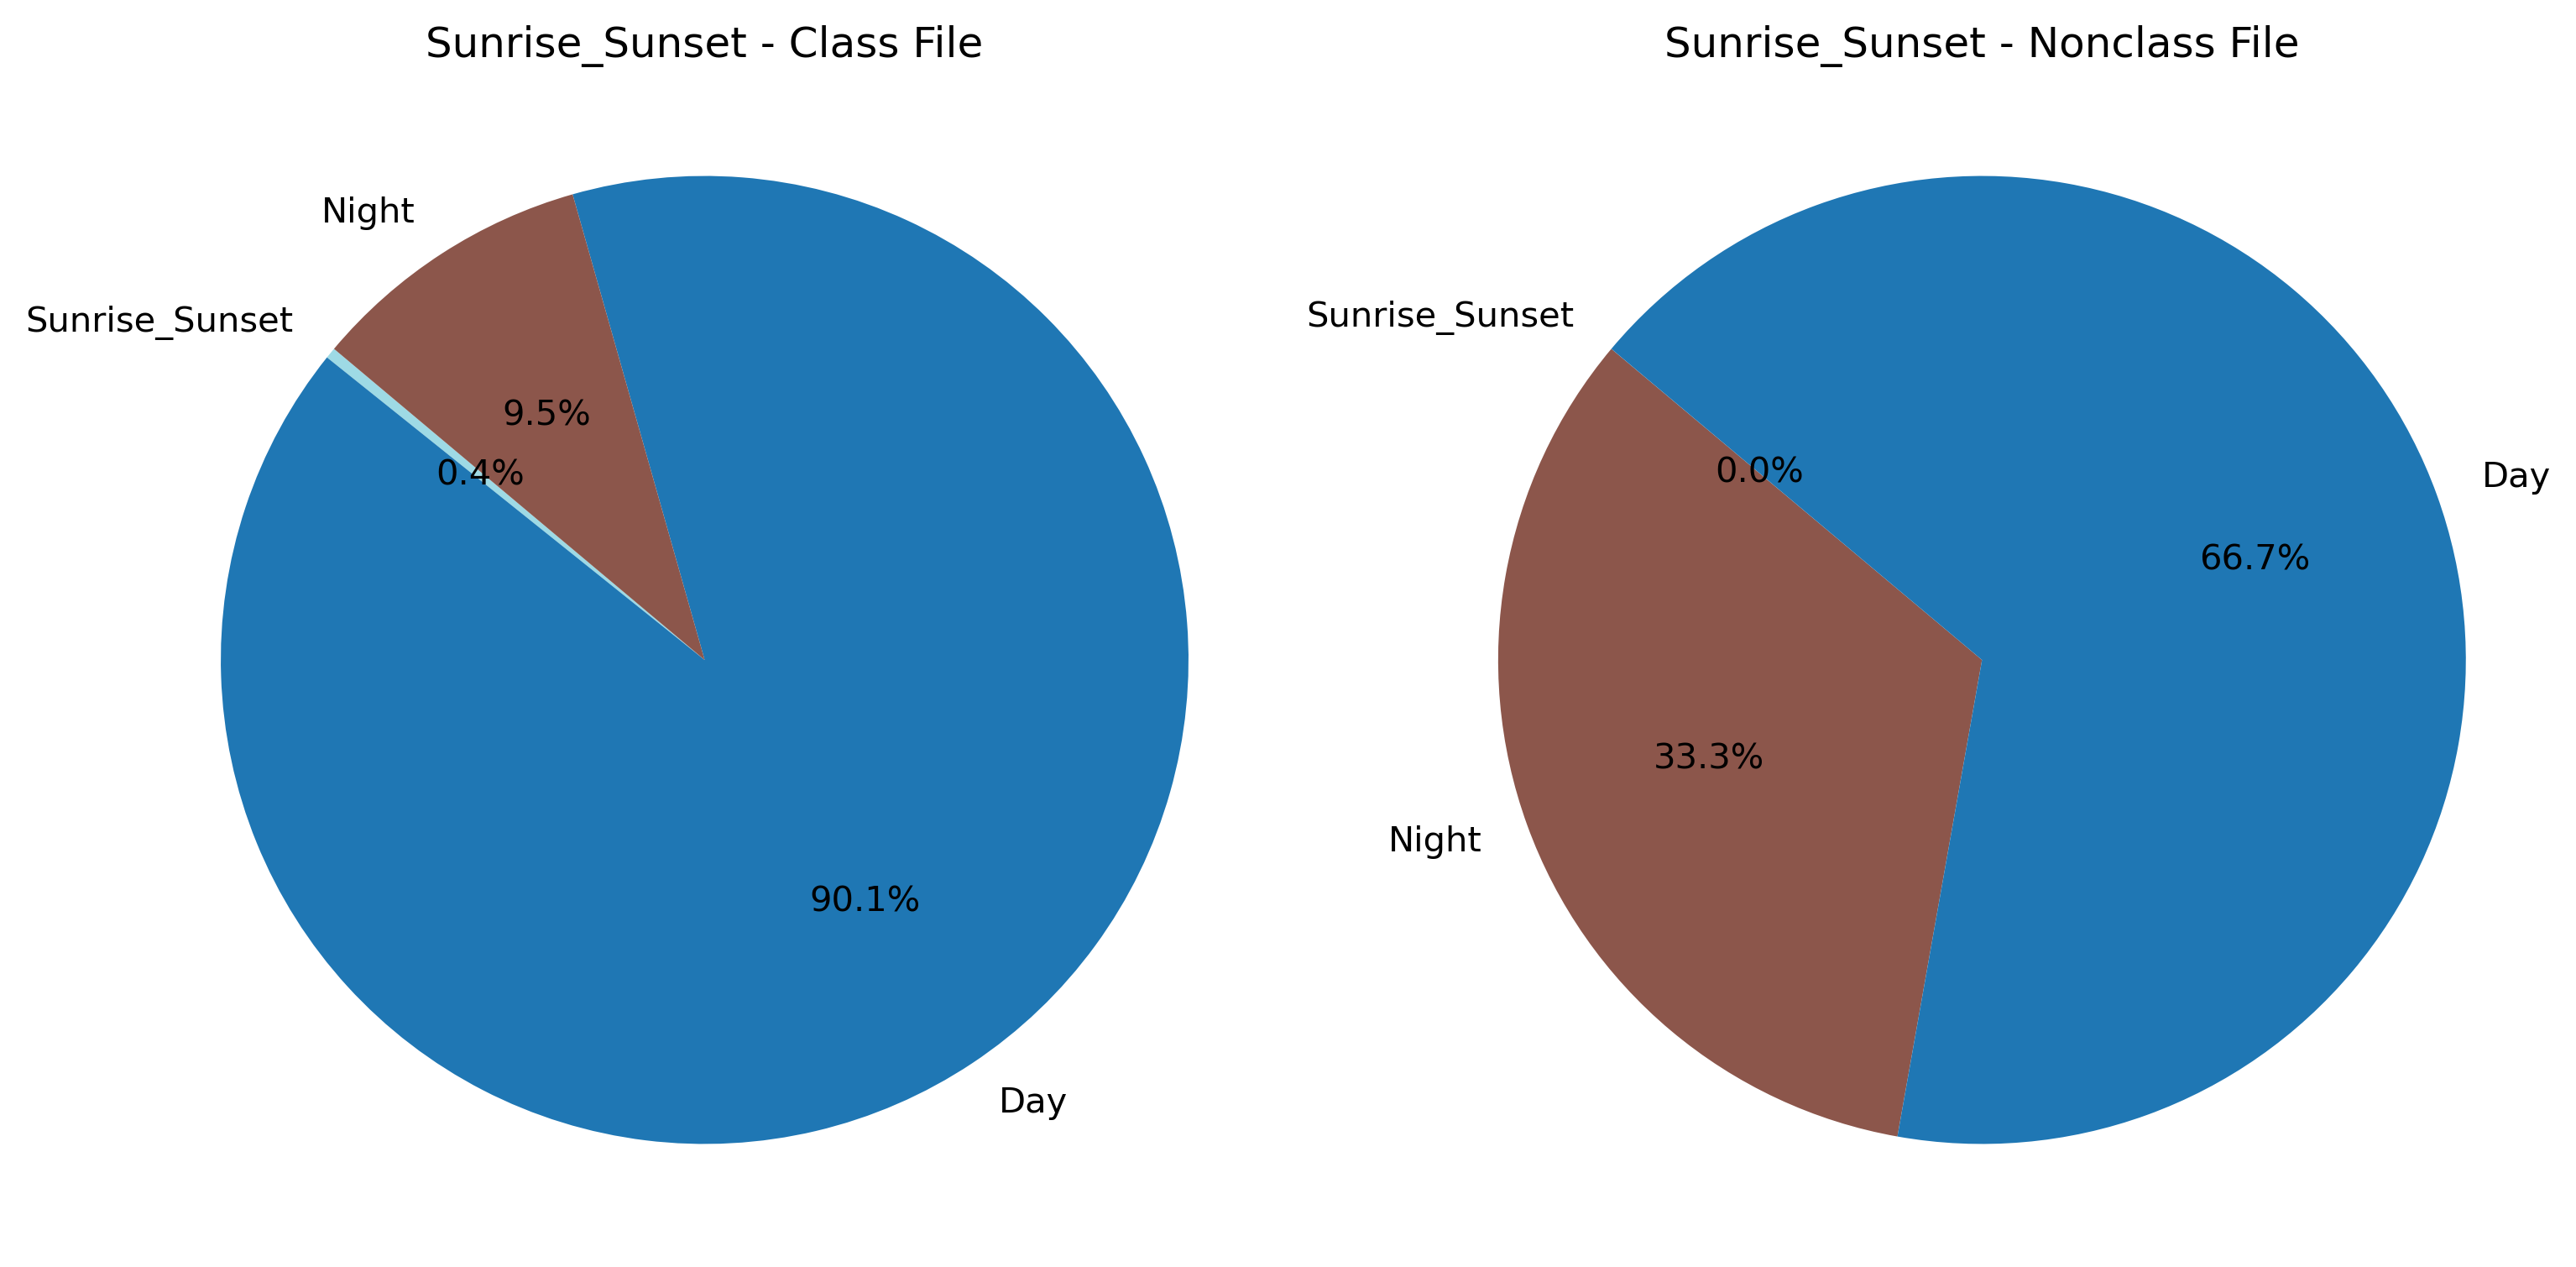 Sunrise_Sunset - Class File
Night
Sunrise_Sunset
9.5%
0.4%
90.1%
Day
Sunrise_Sunset - Nonclass File
Sunrise_Sunset
0.0%
Day
66.7%
33.3%
Night